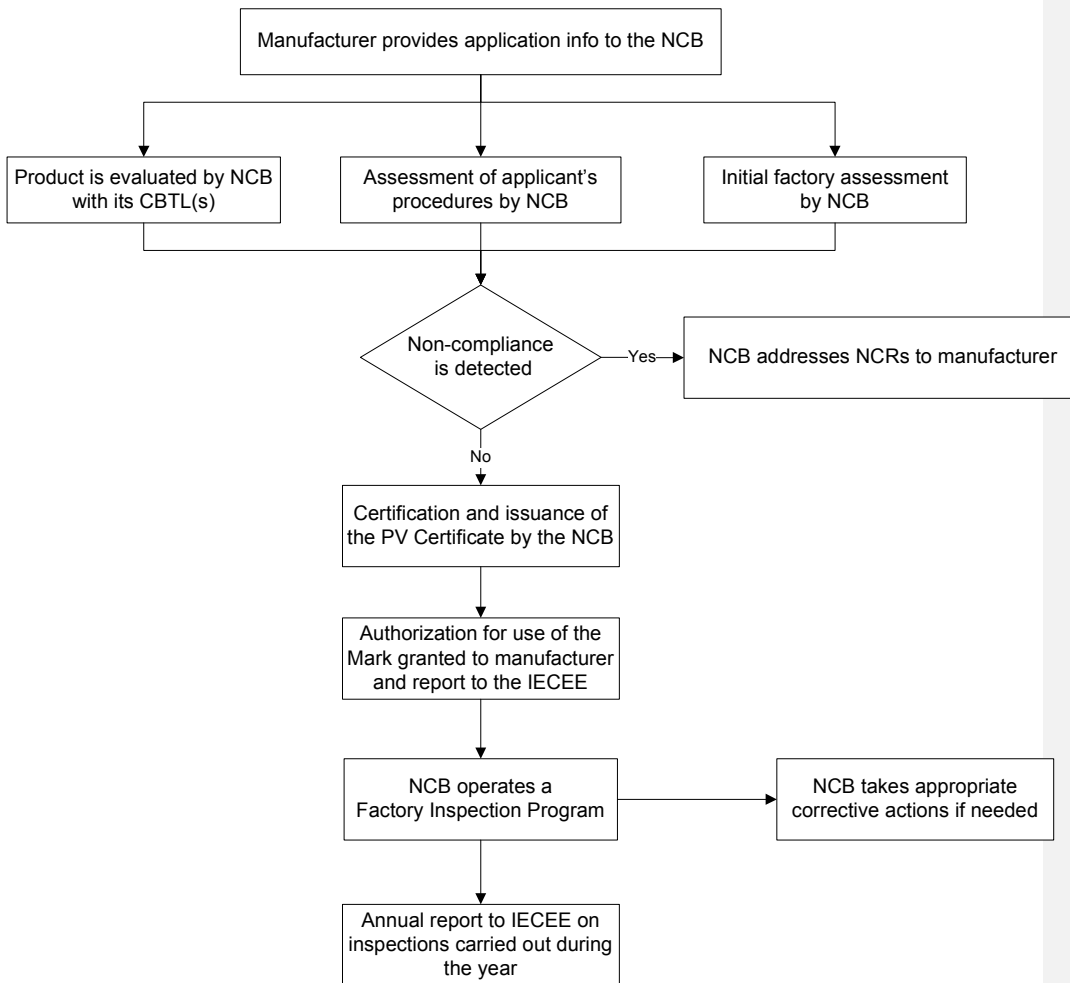 Manufacturer provides application info to the NCB
Product is evaluated by NCB
with its CBTL(s)
Assessment of applicant’s
procedures by NCB
Initial factory assessment
by NCB
Non-compliance
is detected
Yes
NCB addresses NCRs to manufacturer
No
Certification and issuance of
the PV Certificate by the NCB
Authorization for use of the
Mark granted to manufacturer
and report to the IECEE
NCB operates a
Factory Inspection Program
NCB takes appropriate
corrective actions if needed
Annual report to IECEE on
inspections carried out during
the year